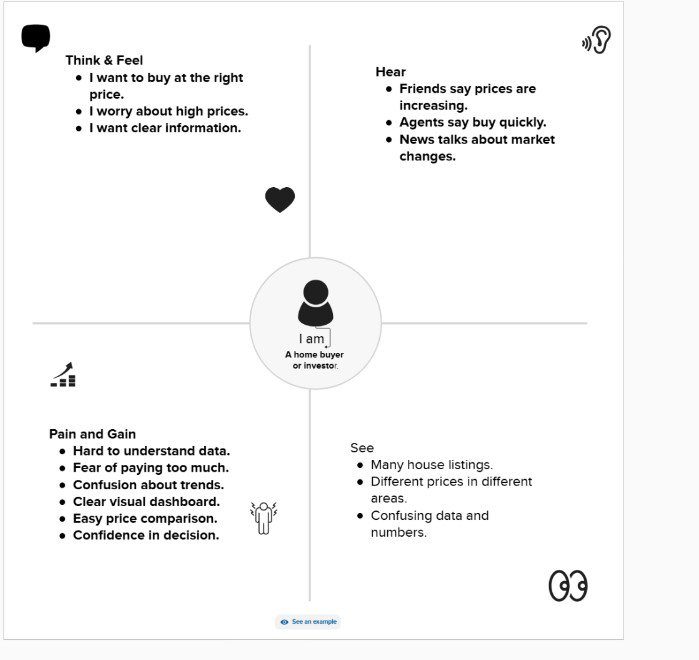 Think & Feel
● I want to buy at the right
price.
● I worry about high prices.
● I want clear information.
Hear
● Friends say prices are
increasing.
● Agents say buy quickly.
● News talks about market
changes.
I am
A home buyer
or investor.
Pain and Gain
● Hard to understand data.
● Fear of paying too much.
● Confusion about trends.
● Clear visual dashboard.
● Easy price comparison.
● Confidence in decision.
See
● Many house listings.
● Different prices in different
areas.
● Confusing data and
numbers.
See an example